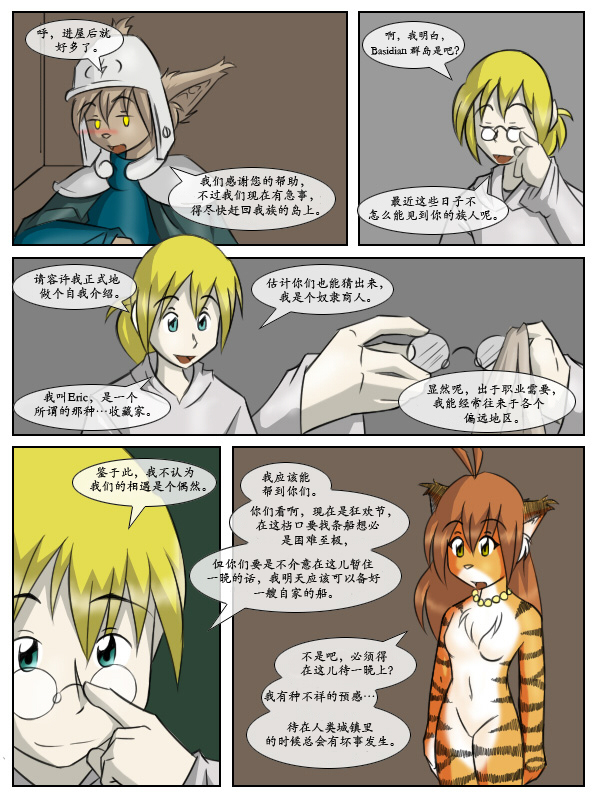 呼，进屋后就
好多了。
我们感谢您的帮助，
不过我们现在有急事，
得尽快赶回我族的岛上。
啊，我明白，
Basidian 群岛是吧？
最近这些日子不
怎么能见到你的族人呢。
请容许我正式地
做个自我介绍。
我叫Eric，是一个
所谓的那种…收藏家。
估计你们也能猜出来，
我是个奴隶商人。
显然呢，出于职业需要，
我能经常往来于各个
偏远地区。
鉴于此，我不认为
我们的相遇是个偶然。
我应该能
帮到你们。
你们看啊，现在是狂欢节，
在这档口要找条船想必
是困难至极，
但你们要是不介意在这儿暂住
一晚的话，我明天应该可以备好
一艘自家的船。
不是吧，必须得
在这儿待一晚上？
我有种不祥的预感…
待在人类城镇里
的时候总会有坏事发生。